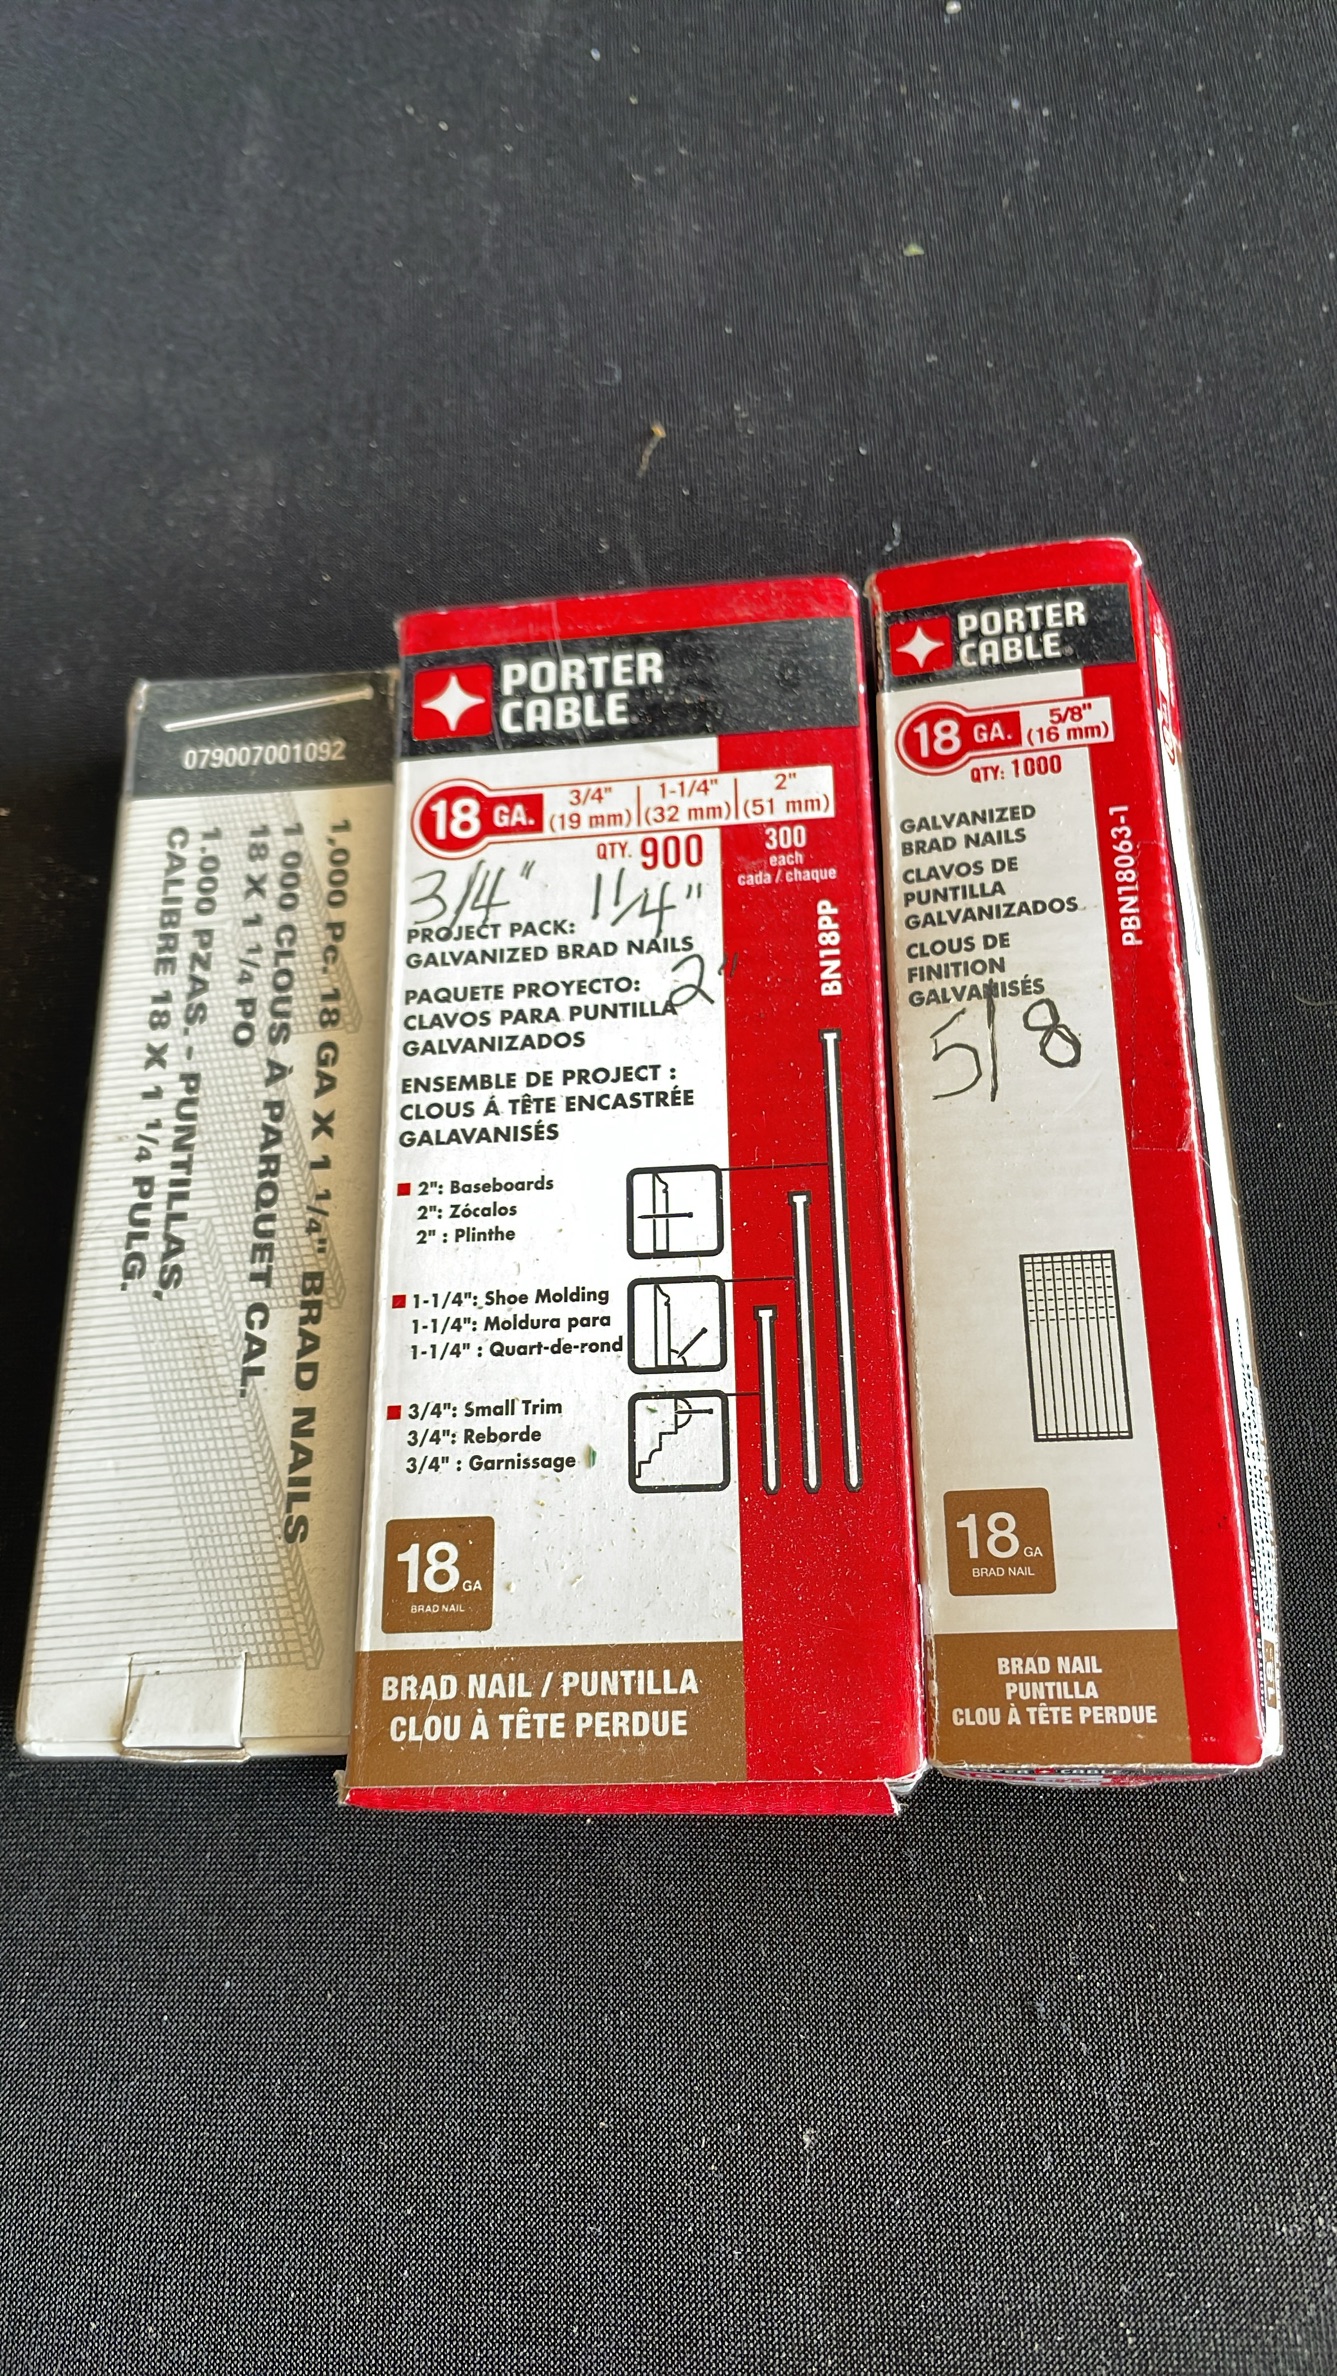 079007001092
1,000 Pc. 18 GA X 1 1/4" BRAD NAILS
1 000 CLOUS À PARQUET CAL.
18 X 1 1/4 PO
1.000 PZAS. - PUNTILLAS,
CALIBRE 18 X 1 1/4 PULG.
PORTER
CABLE
18 GA. 3/4" (19 mm) 1-1/4" (32 mm) 2" (51 mm)
QTY. 900
300
each
cada / chaque
3/4" 1 1/4"
2"
PROJECT PACK:
GALVANIZED BRAD NAILS
PAQUETE PROYECTO:
CLAVOS PARA PUNTILLA
GALVANIZADOS
ENSEMBLE DE PROJECT :
CLOUS Á TÊTE ENCASTRÉE
GALAVANISÉS
BN18PP
2": Baseboards
2": Zócalos
2" : Plinthe
1-1/4": Shoe Molding
1-1/4": Moldura para
1-1/4" : Quart-de-rond
3/4": Small Trim
3/4": Reborde
3/4" : Garnissage
18 GA
BRAD NAIL
BRAD NAIL / PUNTILLA
CLOU À TÊTE PERDUE
PORTER
CABLE
18 GA. 5/8" (16 mm)
QTY: 1000
GALVANIZED
BRAD NAILS
CLAVOS DE
PUNTILLA
GALVANIZADOS
CLOUS DE
FINITION
GALVANISÉS
5/8
PBN18063-1
18 GA
BRAD NAIL
BRAD NAIL
PUNTILLA
CLOU À TÊTE PERDUE